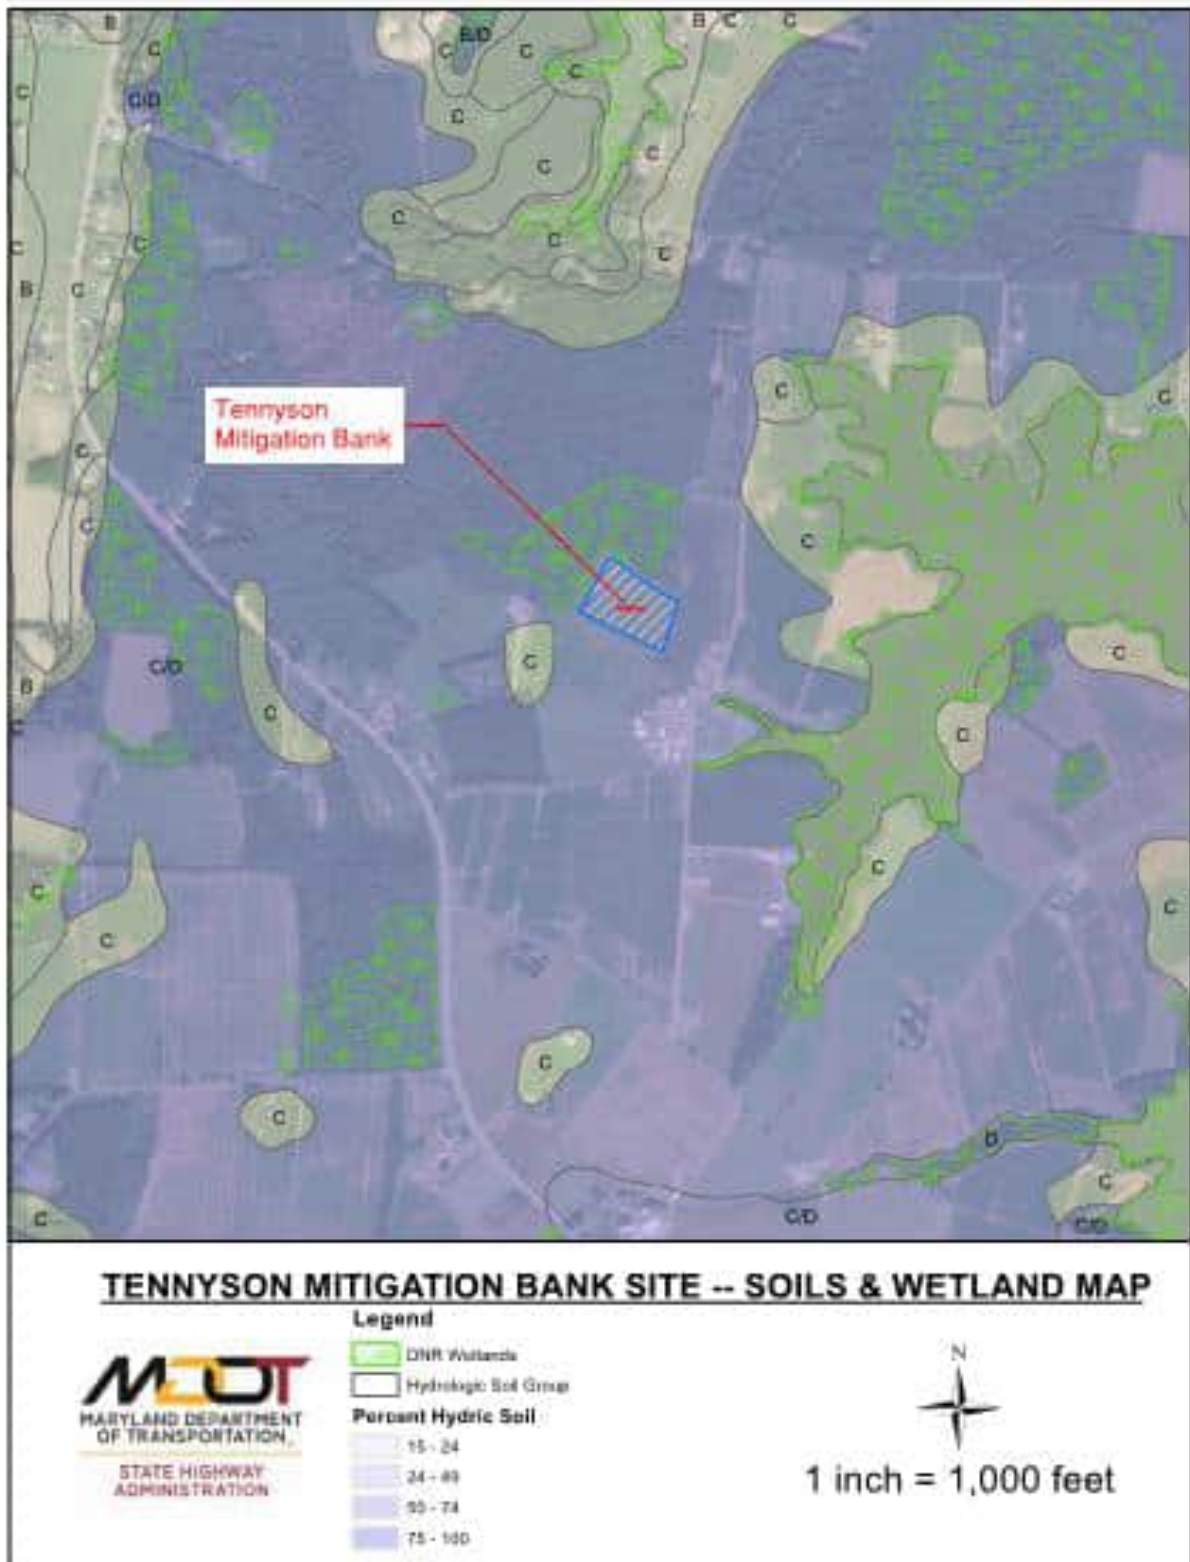 B
C
B/D
C
C
B
C
C
C
C
C
C/D
C
C
C
C
C
C
C
C
B
C
C
C
Tennyson
Mitigation Bank
C
C
C
C
C
C/D
B
C
C
C
C
C
C
C
C
C
C
D
C
C
C/D
C/D
TENNYSON MITIGATION BANK SITE -- SOILS & WETLAND MAP
Legend
DNR Wetlands
Hydrologic Soil Group
Percent Hydric Soil
15 - 24
24 - 49
50 - 74
75 - 100
MDOT
MARYLAND DEPARTMENT
OF TRANSPORTATION
STATE HIGHWAY
ADMINISTRATION
N
1 inch = 1,000 feet